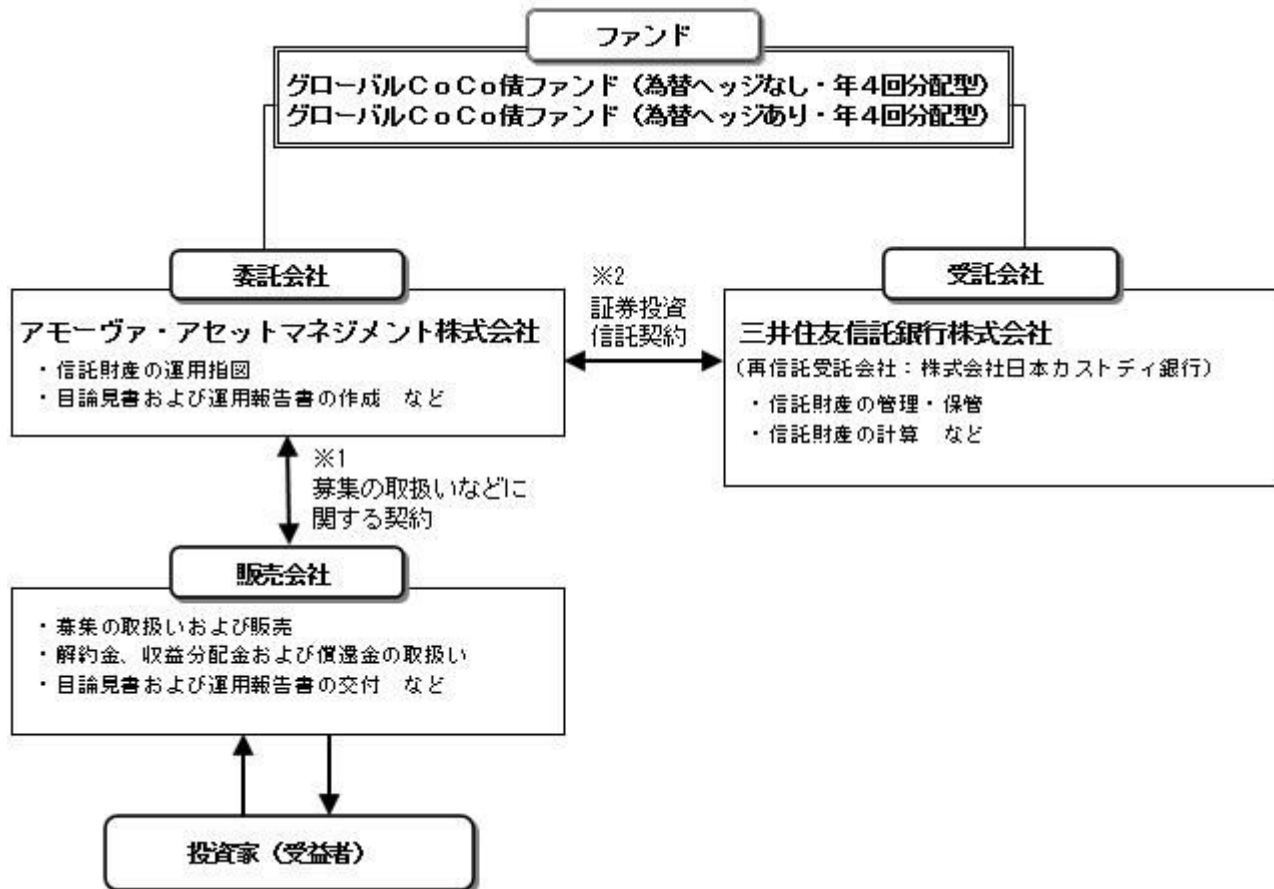 ファンド
グローバルCoCo債ファンド(為替ヘッジなし・年4回分配型)
グローバルCoCo債ファンド(為替ヘッジあり・年4回分配型)
委託会社
アモーヴァ・アセットマネジメント株式会社
・信託財産の運用指図
・目論見書および運用報告書の作成 など
※2
証券投資
信託契約
受託会社
三井住友信託銀行株式会社
(再信託受託会社:株式会社日本カストディ銀行)
・信託財産の管理・保管
・信託財産の計算 など
※1
募集の取扱いなどに
関する契約
販売会社
・募集の取扱いおよび販売
・解約金、収益分配金および償還金の取扱い
・目論見書および運用報告書の交付 など
投資家(受益者)